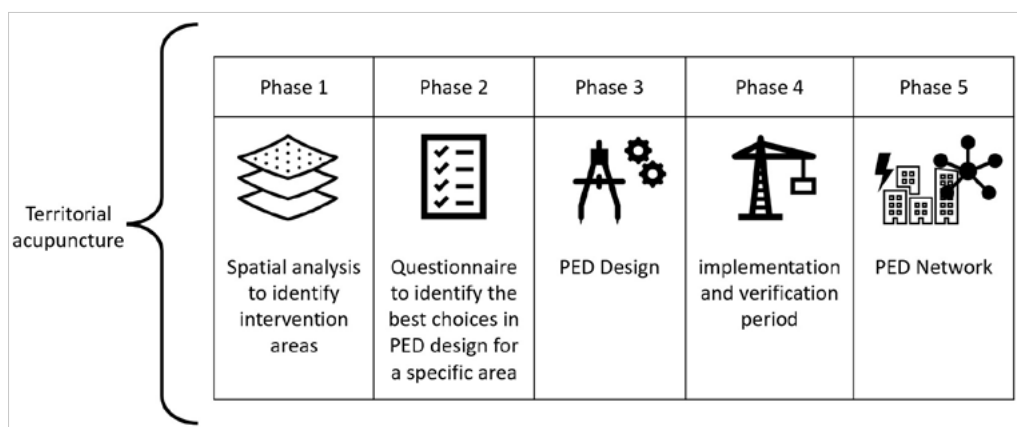 Territorial
acupuncture
Phase 1
Phase 2
Phase 3
Phase 4
Phase 5
Spatial analysis
to identify
intervention
areas
Questionnaire
to identify the
best choices in
PED design for
a specific area
PED Design
implementation
and verification
period
PED Network